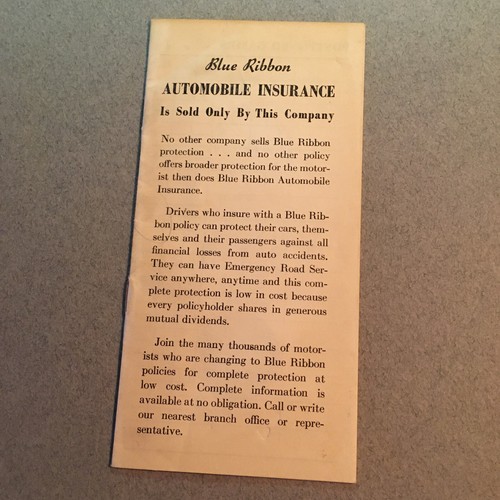 Blue Ribbon
AUTOMOBILE INSURANCE
Is Sold Only By This Company
No other company sells Blue Ribbon
protection . . . and no other policy
offers broader protection for the motor-
ist then does Blue Ribbon Automobile
Insurance.
Drivers who insure with a Blue Rib-
bon policy can protect their cars, them-
selves and their passengers against all
financial losses from auto accidents.
They can have Emergency Road Ser-
vice anywhere, anytime and this com-
plete protection is low in cost because
every policyholder shares in generous
mutual dividends.
Join the many thousands of motor-
ists who are changing to Blue Ribbon
policies for complete protection at
low cost. Complete information is
available at no obligation. Call or write
our nearest branch office or repre-
sentative.